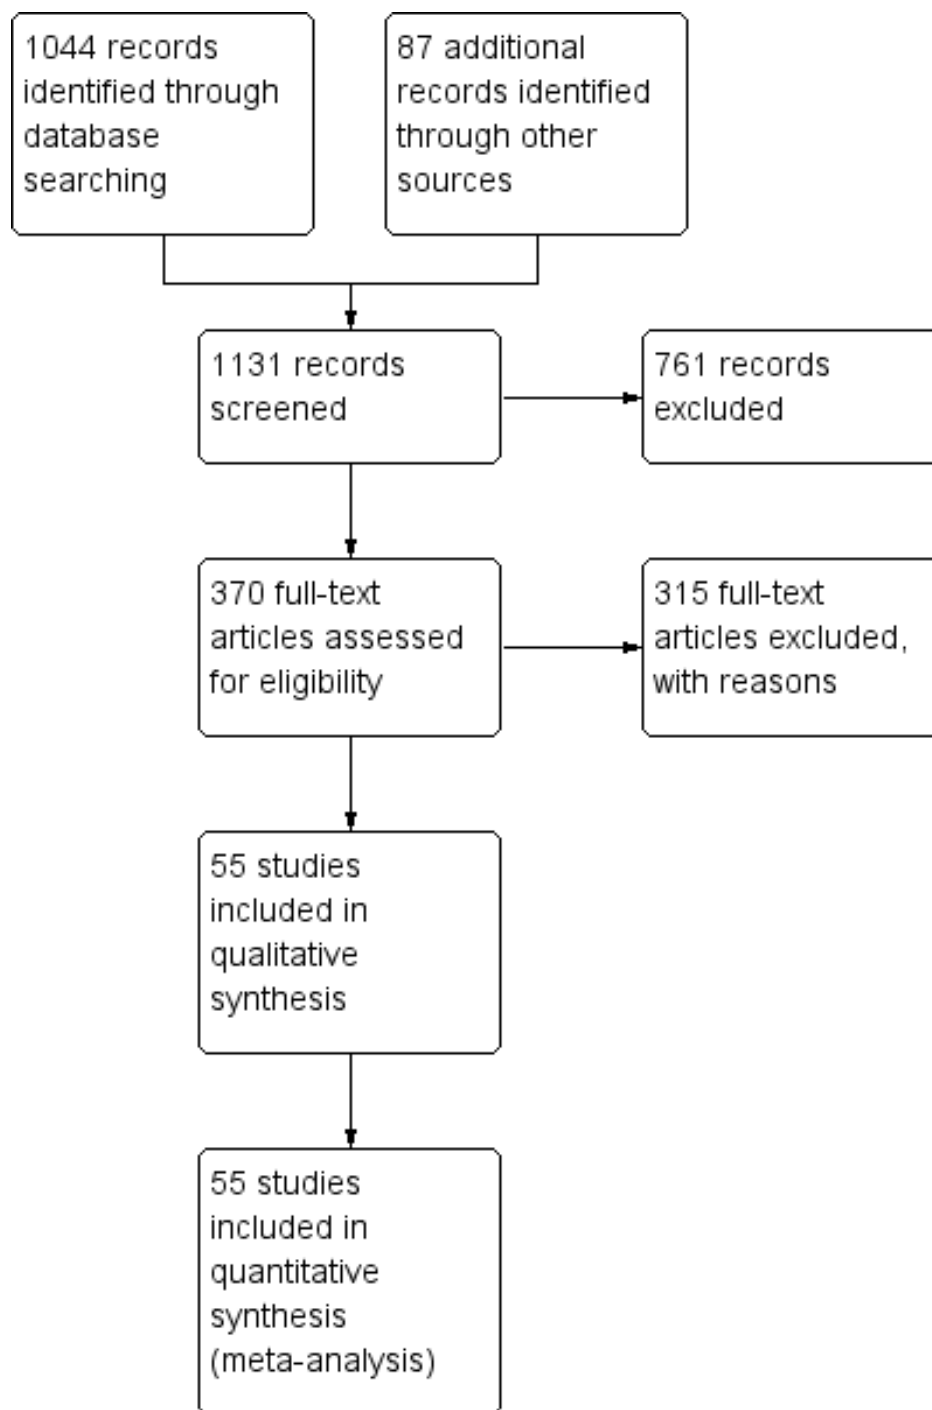 1044 records
identified through
database
searching
87 additional
records identified
through other
sources
1131 records
screened
761 records
excluded
370 full-text
articles assessed
for eligibility
315 full-text
articles excluded,
with reasons
55 studies
included in
qualitative
synthesis
55 studies
included in
quantitative
synthesis
(meta-analysis)